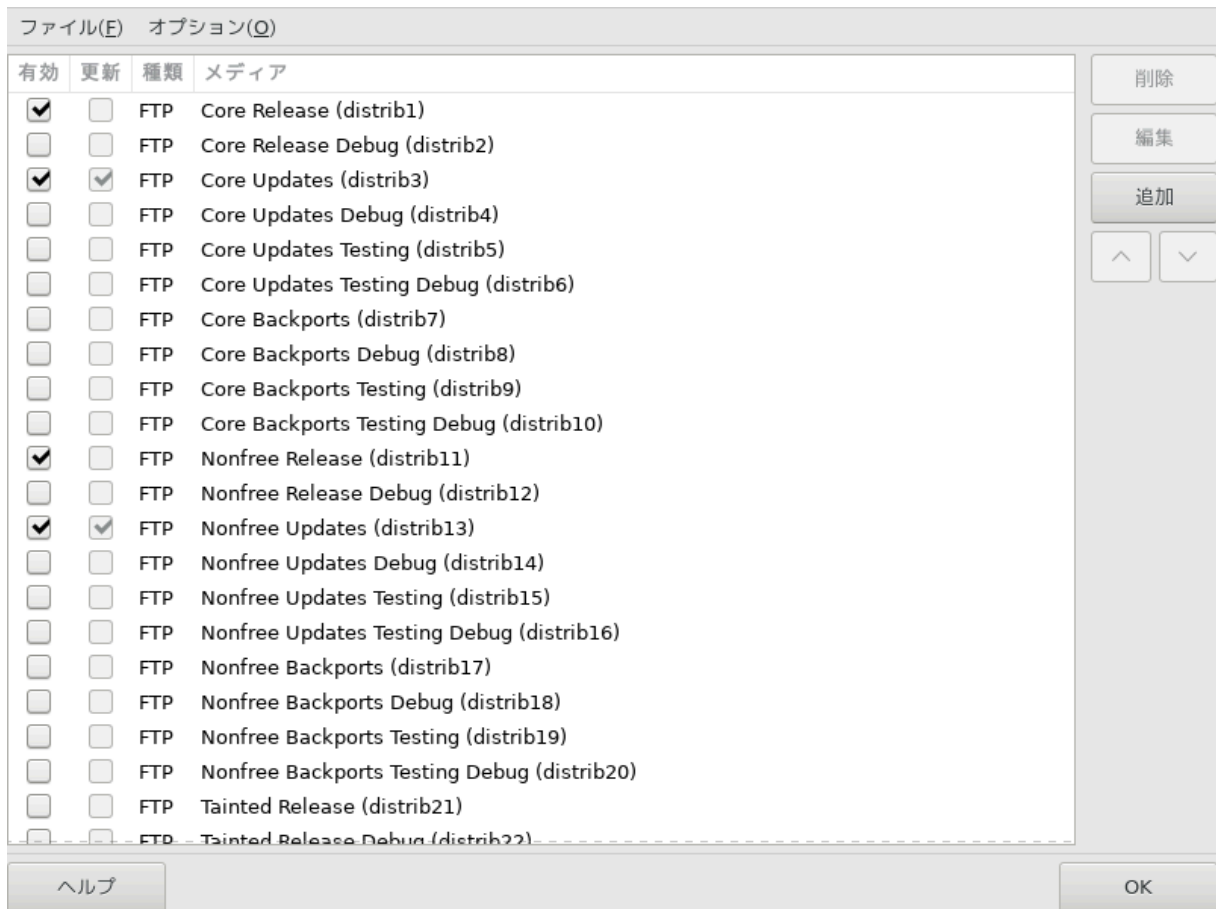 ファイル(F) オプション(O)
有効 更新 種類 メディア
FTP Core Release (distrib1)
FTP Core Release Debug (distrib2)
FTP Core Updates (distrib3)
FTP Core Updates Debug (distrib4)
FTP Core Updates Testing (distrib5)
FTP Core Updates Testing Debug (distrib6)
FTP Core Backports (distrib7)
FTP Core Backports Debug (distrib8)
FTP Core Backports Testing (distrib9)
FTP Core Backports Testing Debug (distrib10)
FTP Nonfree Release (distrib11)
FTP Nonfree Release Debug (distrib12)
FTP Nonfree Updates (distrib13)
FTP Nonfree Updates Debug (distrib14)
FTP Nonfree Updates Testing (distrib15)
FTP Nonfree Updates Testing Debug (distrib16)
FTP Nonfree Backports (distrib17)
FTP Nonfree Backports Debug (distrib18)
FTP Nonfree Backports Testing (distrib19)
FTP Nonfree Backports Testing Debug (distrib20)
FTP Tainted Release (distrib21)
FTP Tainted Release Debug (distrib22)
削除
編集
追加
ヘルプ
OK